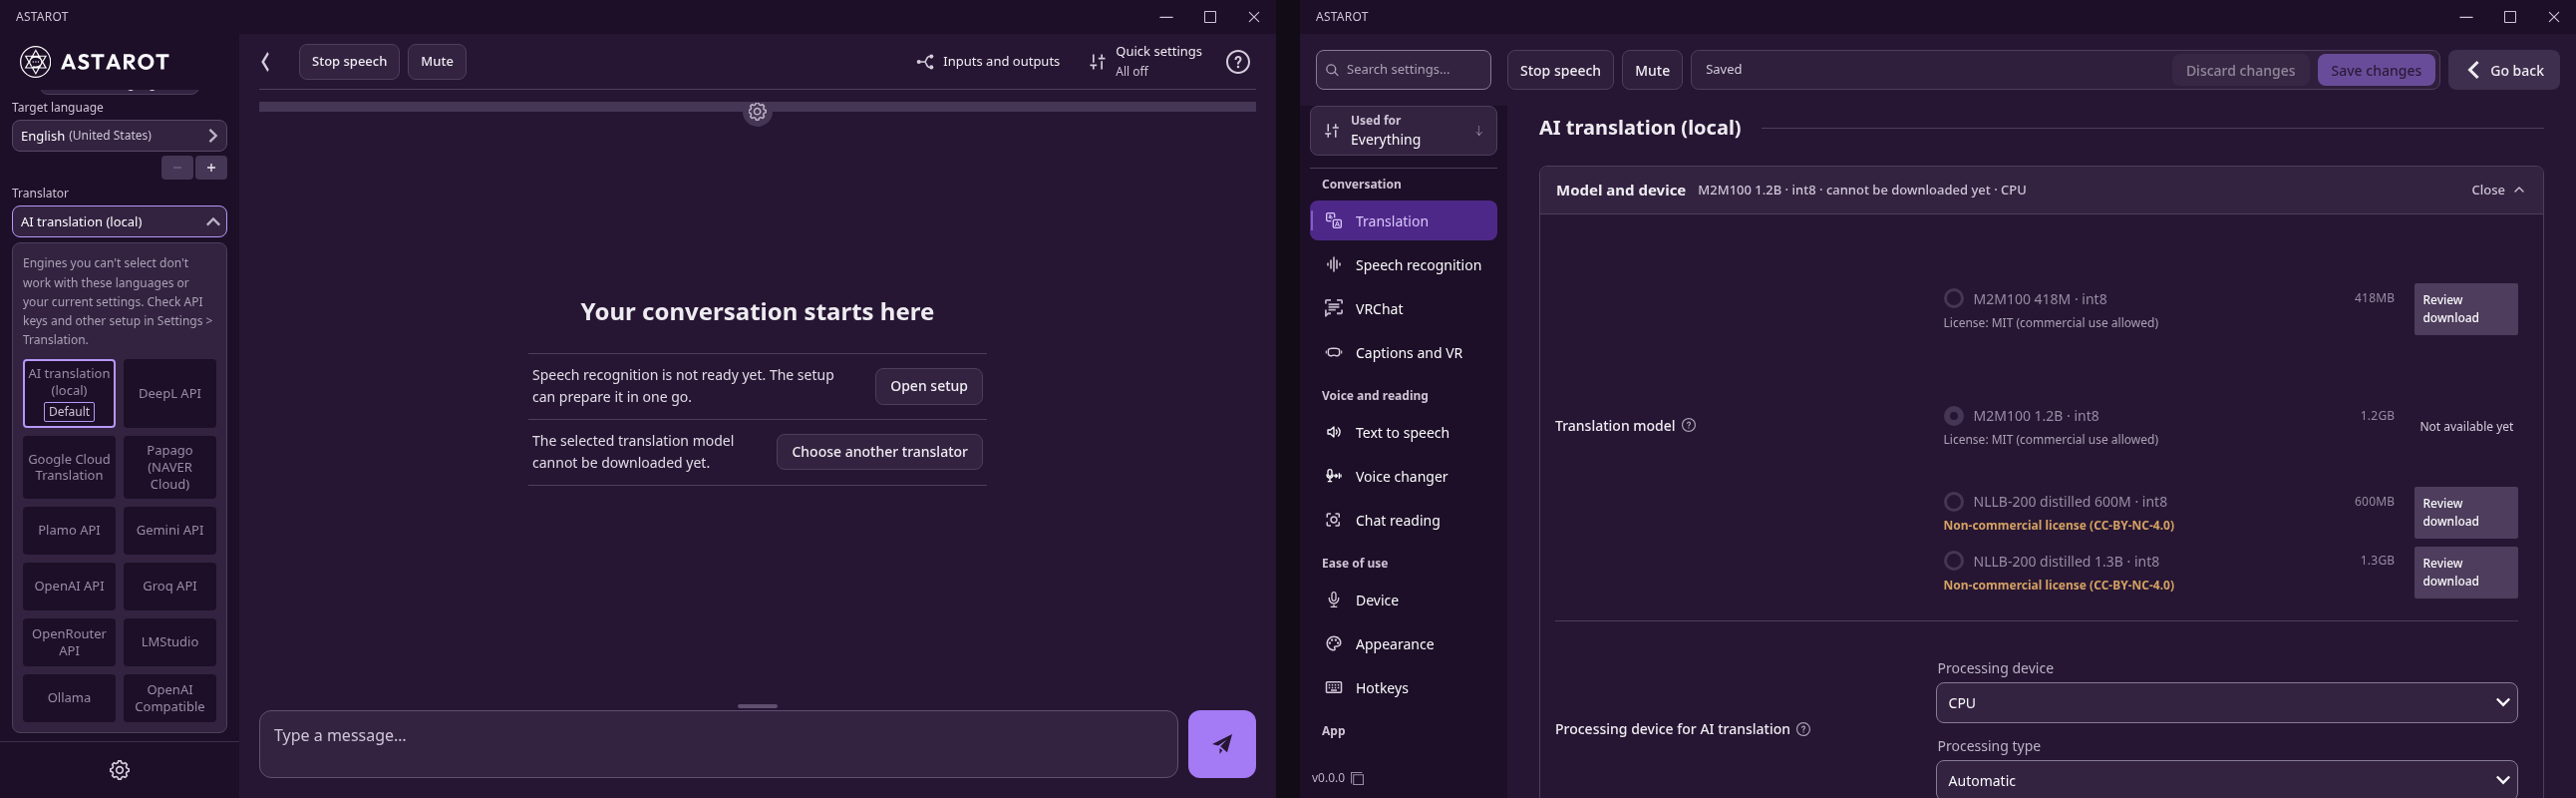 ASTAROT
ASTAROT
Target language
English (United States)
Translator
AI translation (local)
Engines you can't select don't
work with these languages or
your current settings. Check API
keys and other setup in Settings >
Translation.
AI translation
(local)
Default
DeepL API
Google Cloud
Translation
Papago
(NAVER
Cloud)
Plamo API
Gemini API
OpenAI API
Groq API
OpenRouter
API
LMStudio
Ollama
OpenAI
Compatible
Stop speech
Mute
Inputs and outputs
Quick settings
All off
Your conversation starts here
Speech recognition is not ready yet. The setup
can prepare it in one go.
Open setup
The selected translation model
cannot be downloaded yet.
Choose another translator
Type a message...
ASTAROT
Search settings...
Stop speech
Mute
Saved
Discard changes
Save changes
Go back
Used for
Everything
Conversation
Translation
Speech recognition
VRChat
Captions and VR
Voice and reading
Text to speech
Voice changer
Chat reading
Ease of use
Device
Appearance
Hotkeys
App
v0.0.0
AI translation (local)
Model and device M2M100 1.2B · int8 · cannot be downloaded yet · CPU
Close
Translation model
M2M100 418M · int8
418MB
License: MIT (commercial use allowed)
Review
download
M2M100 1.2B · int8
1.2GB
License: MIT (commercial use allowed)
Not available yet
NLLB-200 distilled 600M · int8
600MB
Non-commercial license (CC-BY-NC-4.0)
Review
download
NLLB-200 distilled 1.3B · int8
1.3GB
Non-commercial license (CC-BY-NC-4.0)
Review
download
Processing device for AI translation
Processing device
CPU
Processing type
Automatic